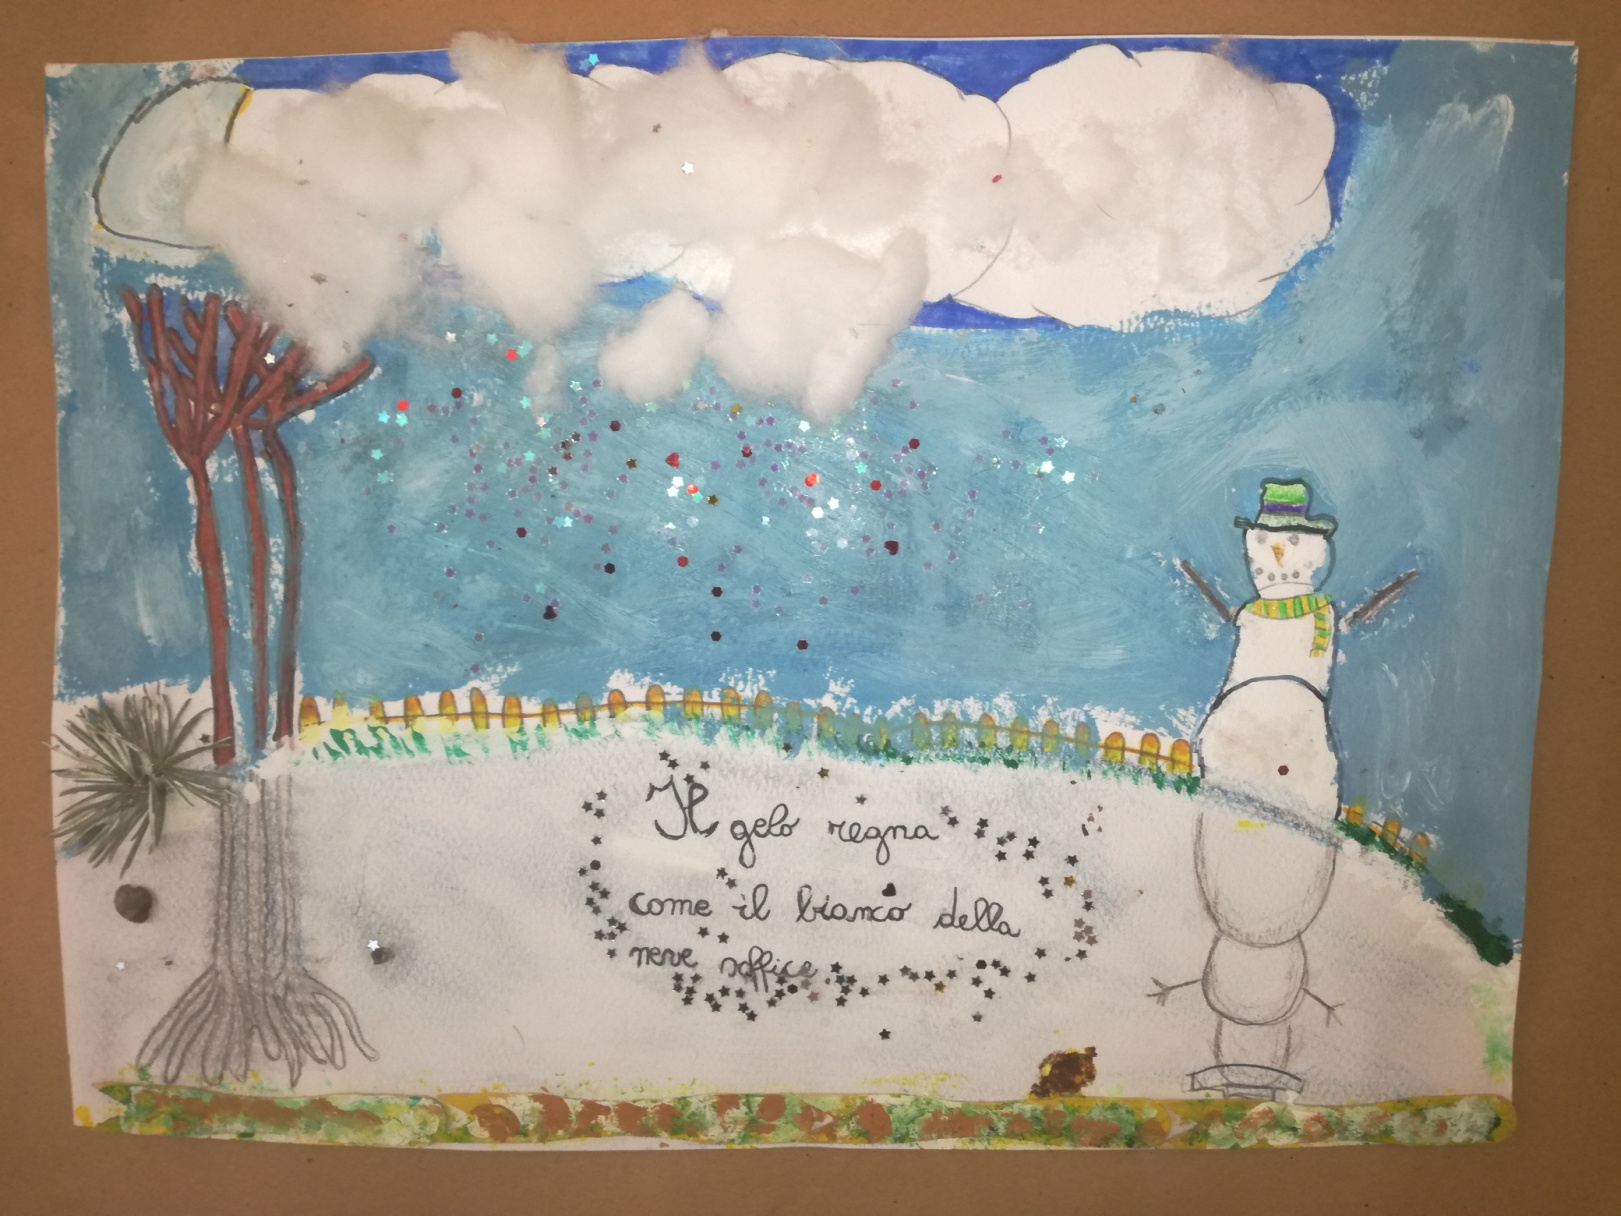 Il gelo regna
come il bianco della
neve soffice